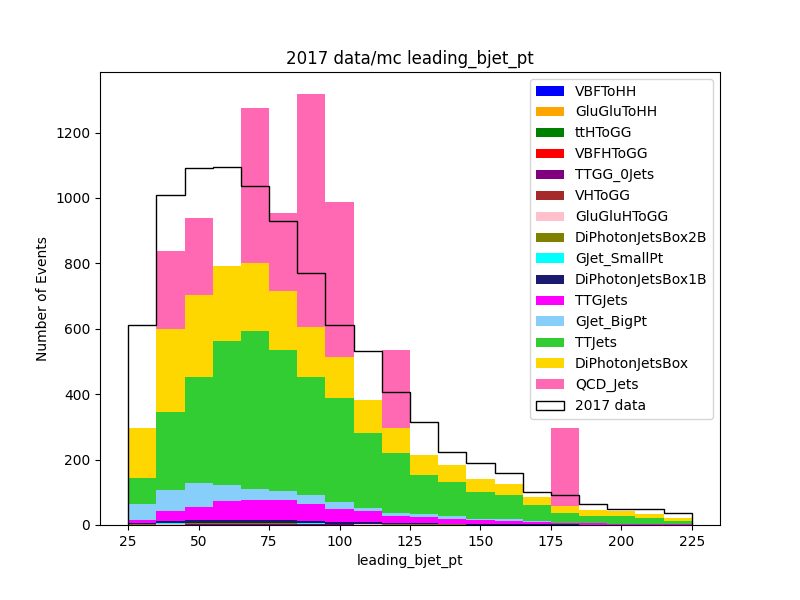 2017 data/mc leading_bjet_pt
Number of Events
1200
1000
800
600
400
200
0
25
50
75
100
125
150
175
200
225
leading_bjet_pt
VBFToHH
GluGluToHH
ttHToGG
VBFHToGG
TTGG_0Jets
VHToGG
GluGluHToGG
DiPhotonJetsBox2B
GJet_SmallPt
DiPhotonJetsBox1B
TTGJets
GJet_BigPt
TTJets
DiPhotonJetsBox
QCD_Jets
2017 data